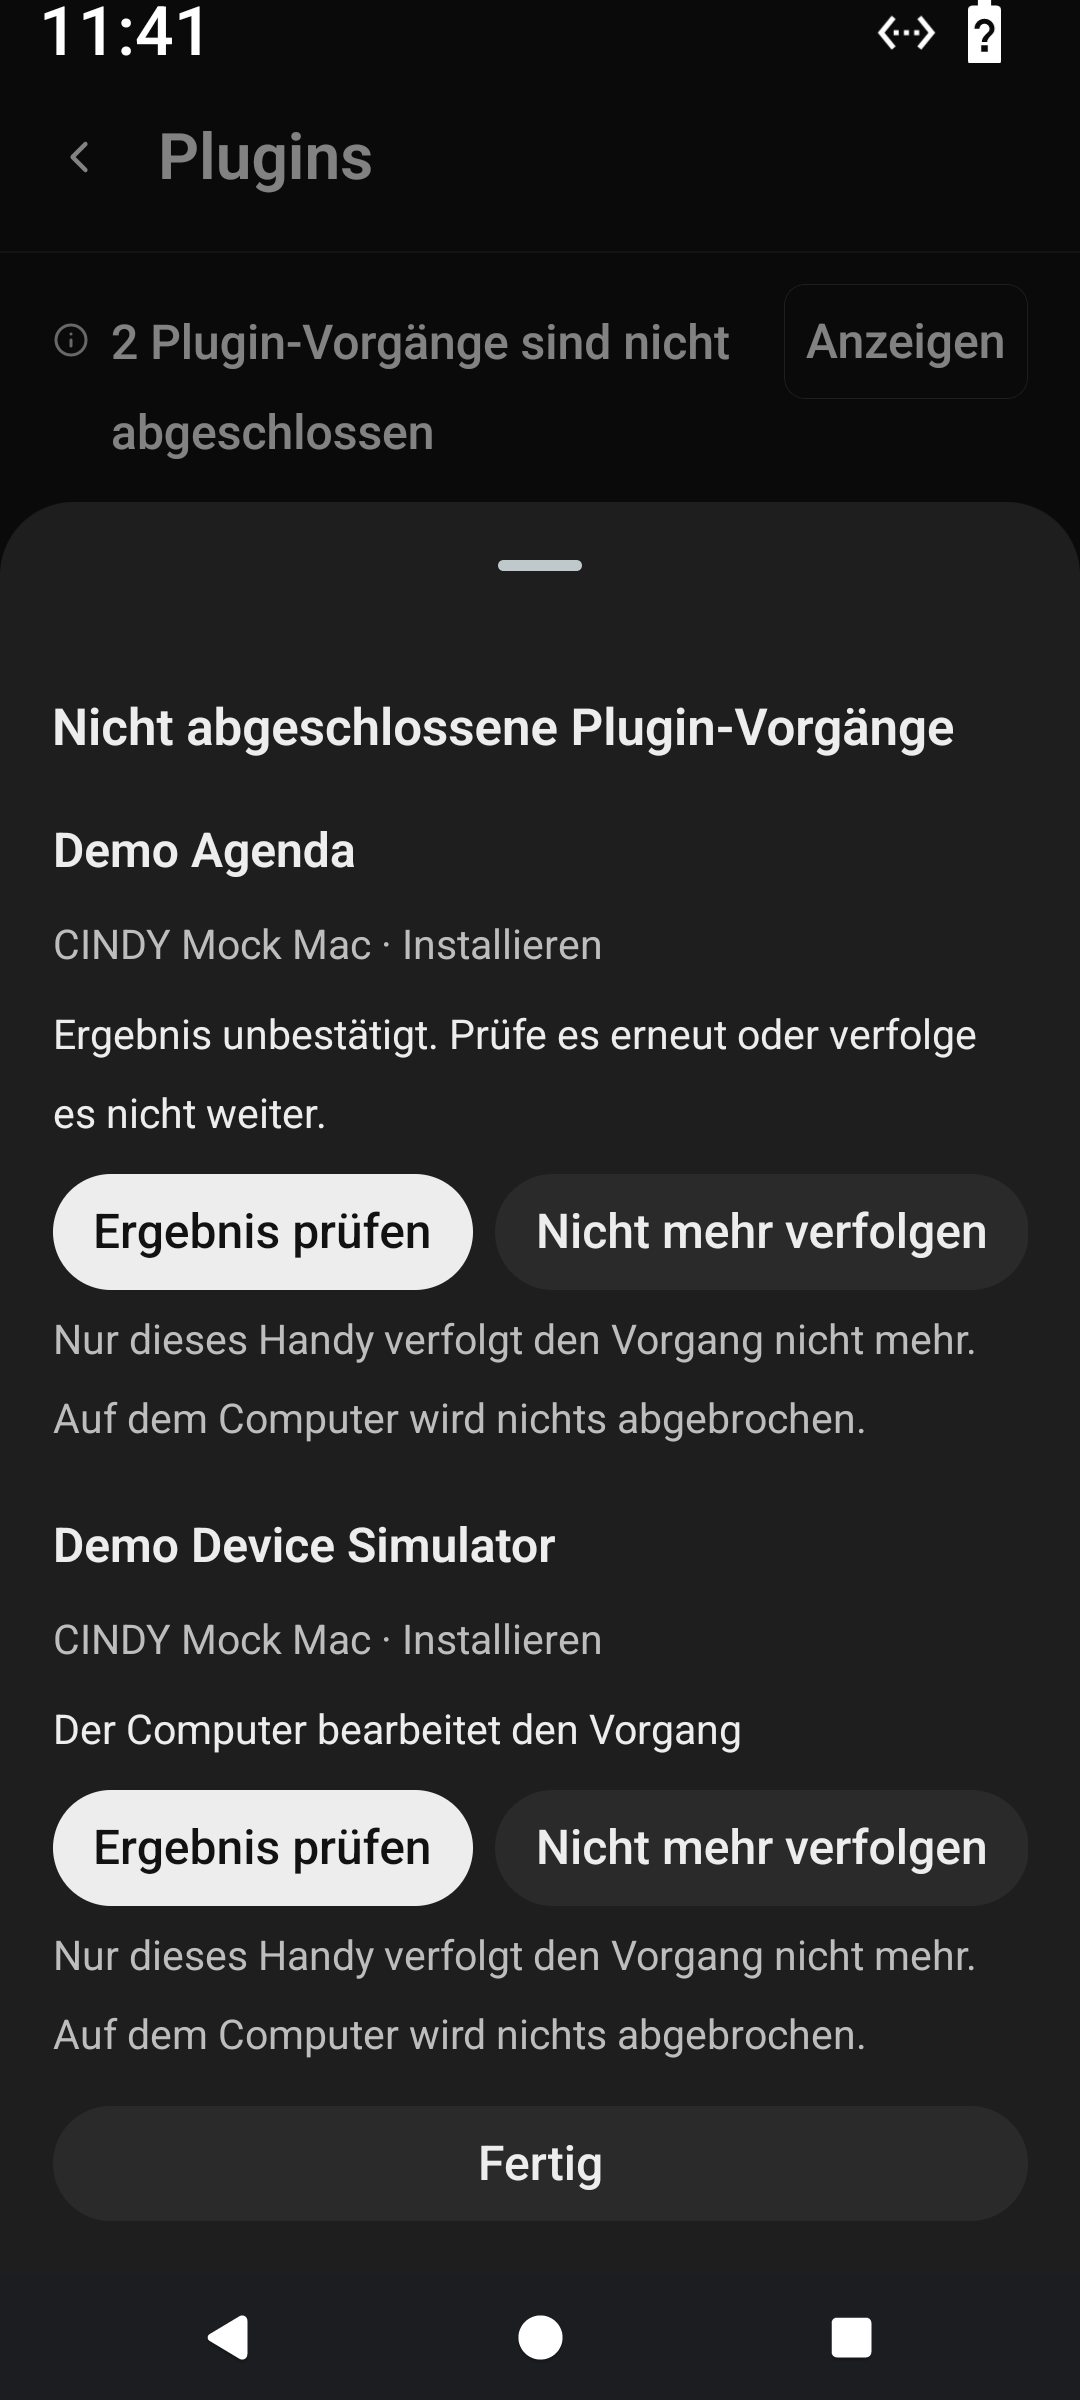 11:41
Plugins
2 Plugin-Vorgänge sind nicht
abgeschlossen
Anzeigen
Nicht abgeschlossene Plugin-Vorgänge
Demo Agenda
CINDY Mock Mac · Installieren
Ergebnis unbestätigt. Prüfe es erneut oder verfolge
es nicht weiter.
Ergebnis prüfen
Nicht mehr verfolgen
Nur dieses Handy verfolgt den Vorgang nicht mehr.
Auf dem Computer wird nichts abgebrochen.
Demo Device Simulator
CINDY Mock Mac · Installieren
Der Computer bearbeitet den Vorgang
Ergebnis prüfen
Nicht mehr verfolgen
Nur dieses Handy verfolgt den Vorgang nicht mehr.
Auf dem Computer wird nichts abgebrochen.
Fertig